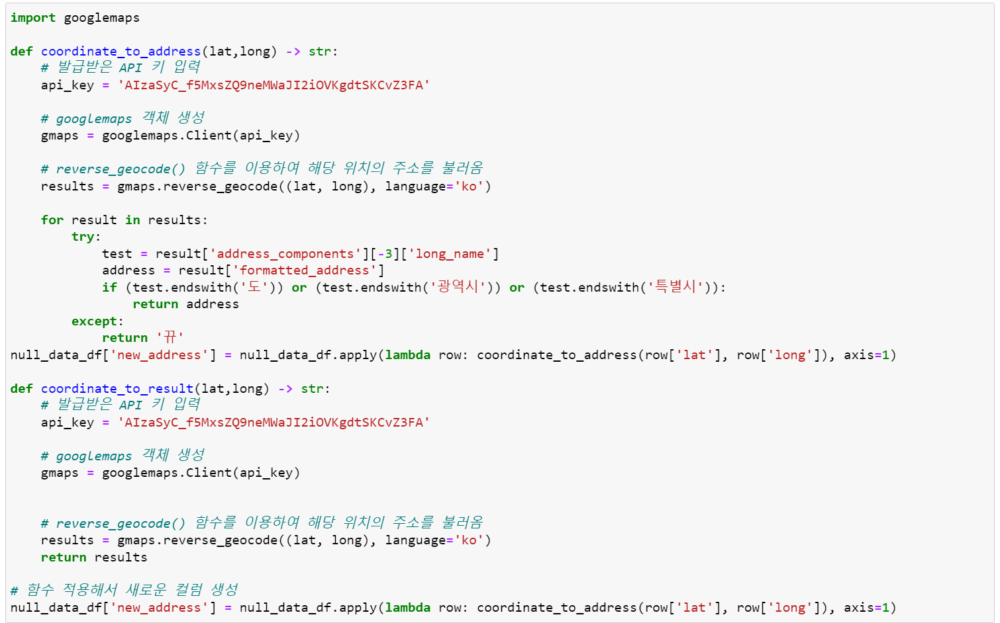 import googlemaps
def coordinate_to_address(lat,long) -> str:
# 발급받은 API 키 입력
api_key = 'AIzaSyC_f5MxsZQ9neMWaJI2iOVKgdtSKCvZ3FA'
# googlemaps 객체 생성
gmaps = googlemaps.Client(api_key)
# reverse_geocode() 함수를 이용하여 해당 위치의 주소를 불러옴
results = gmaps.reverse_geocode((lat, long), language='ko')
for result in results:
try:
test = result['address_components'][-3]['long_name']
address = result['formatted_address']
if (test.endswith('도')) or (test.endswith('광역시')) or (test.endswith('특별시')):
return address
except:
return '뀨'
null_data_df['new_address'] = null_data_df.apply(lambda row: coordinate_to_address(row['lat'], row['long']), axis=1)
def coordinate_to_result(lat,long) -> str:
# 발급받은 API 키 입력
api_key = 'AIzaSyC_f5MxsZQ9neMWaJI2iOVKgdtSKCvZ3FA'
# googlemaps 객체 생성
gmaps = googlemaps.Client(api_key)
# reverse_geocode() 함수를 이용하여 해당 위치의 주소를 불러옴
results = gmaps.reverse_geocode((lat, long), language='ko')
return results
# 함수 적용해서 새로운 컬럼 생성
null_data_df['new_address'] = null_data_df.apply(lambda row: coordinate_to_address(row['lat'], row['long']), axis=1)